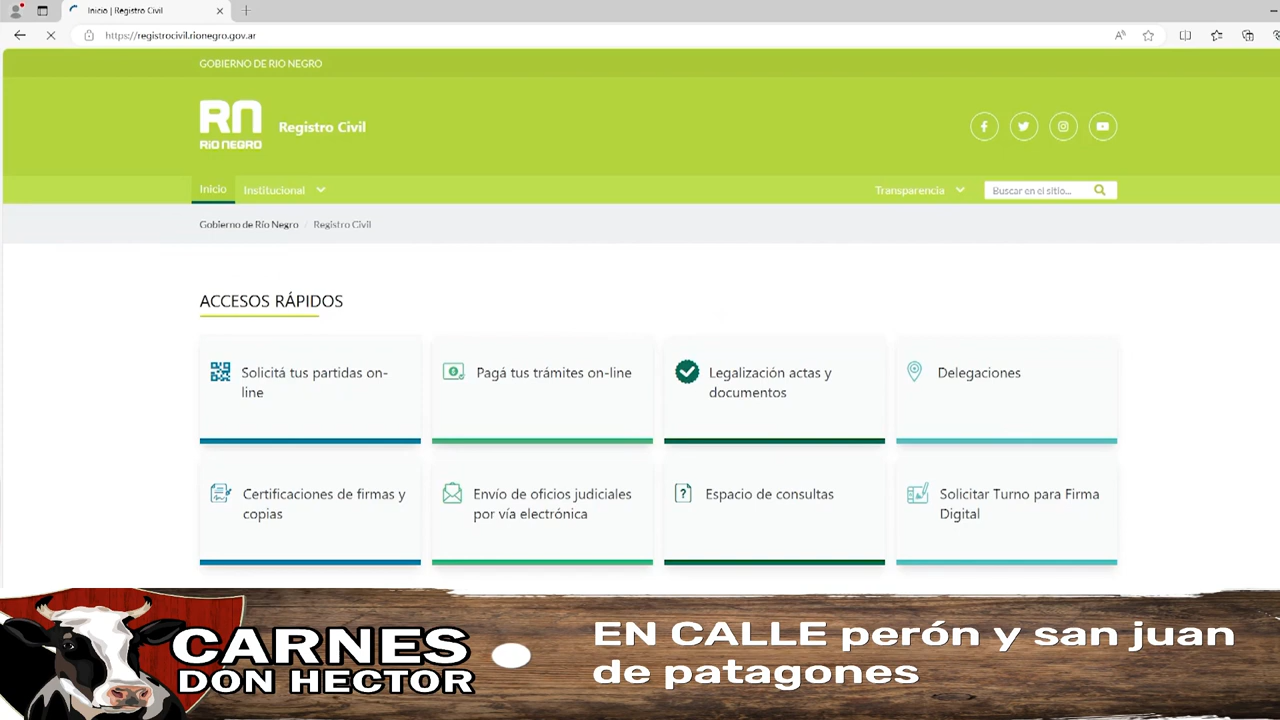 Inicio | Registro Civil
https://registrocivil.rionegro.gov.ar
GOBIERNO DE RIO NEGRO
RN
RÍO NEGRO
Registro Civil
Inicio
Institucional
Transparencia
Buscar en el sitio...
Gobierno de Río Negro / Registro Civil
ACCESOS RÁPIDOS
Solicitá tus partidas on-
line
Pagá tus trámites on-line
Legalización actas y
documentos
Delegaciones
Certificaciones de firmas y
copias
Envío de oficios judiciales
por vía electrónica
Espacio de consultas
Solicitar Turno para Firma
Digital
CARNES
DON HECTOR
EN CALLE perón y san juan
de patagones